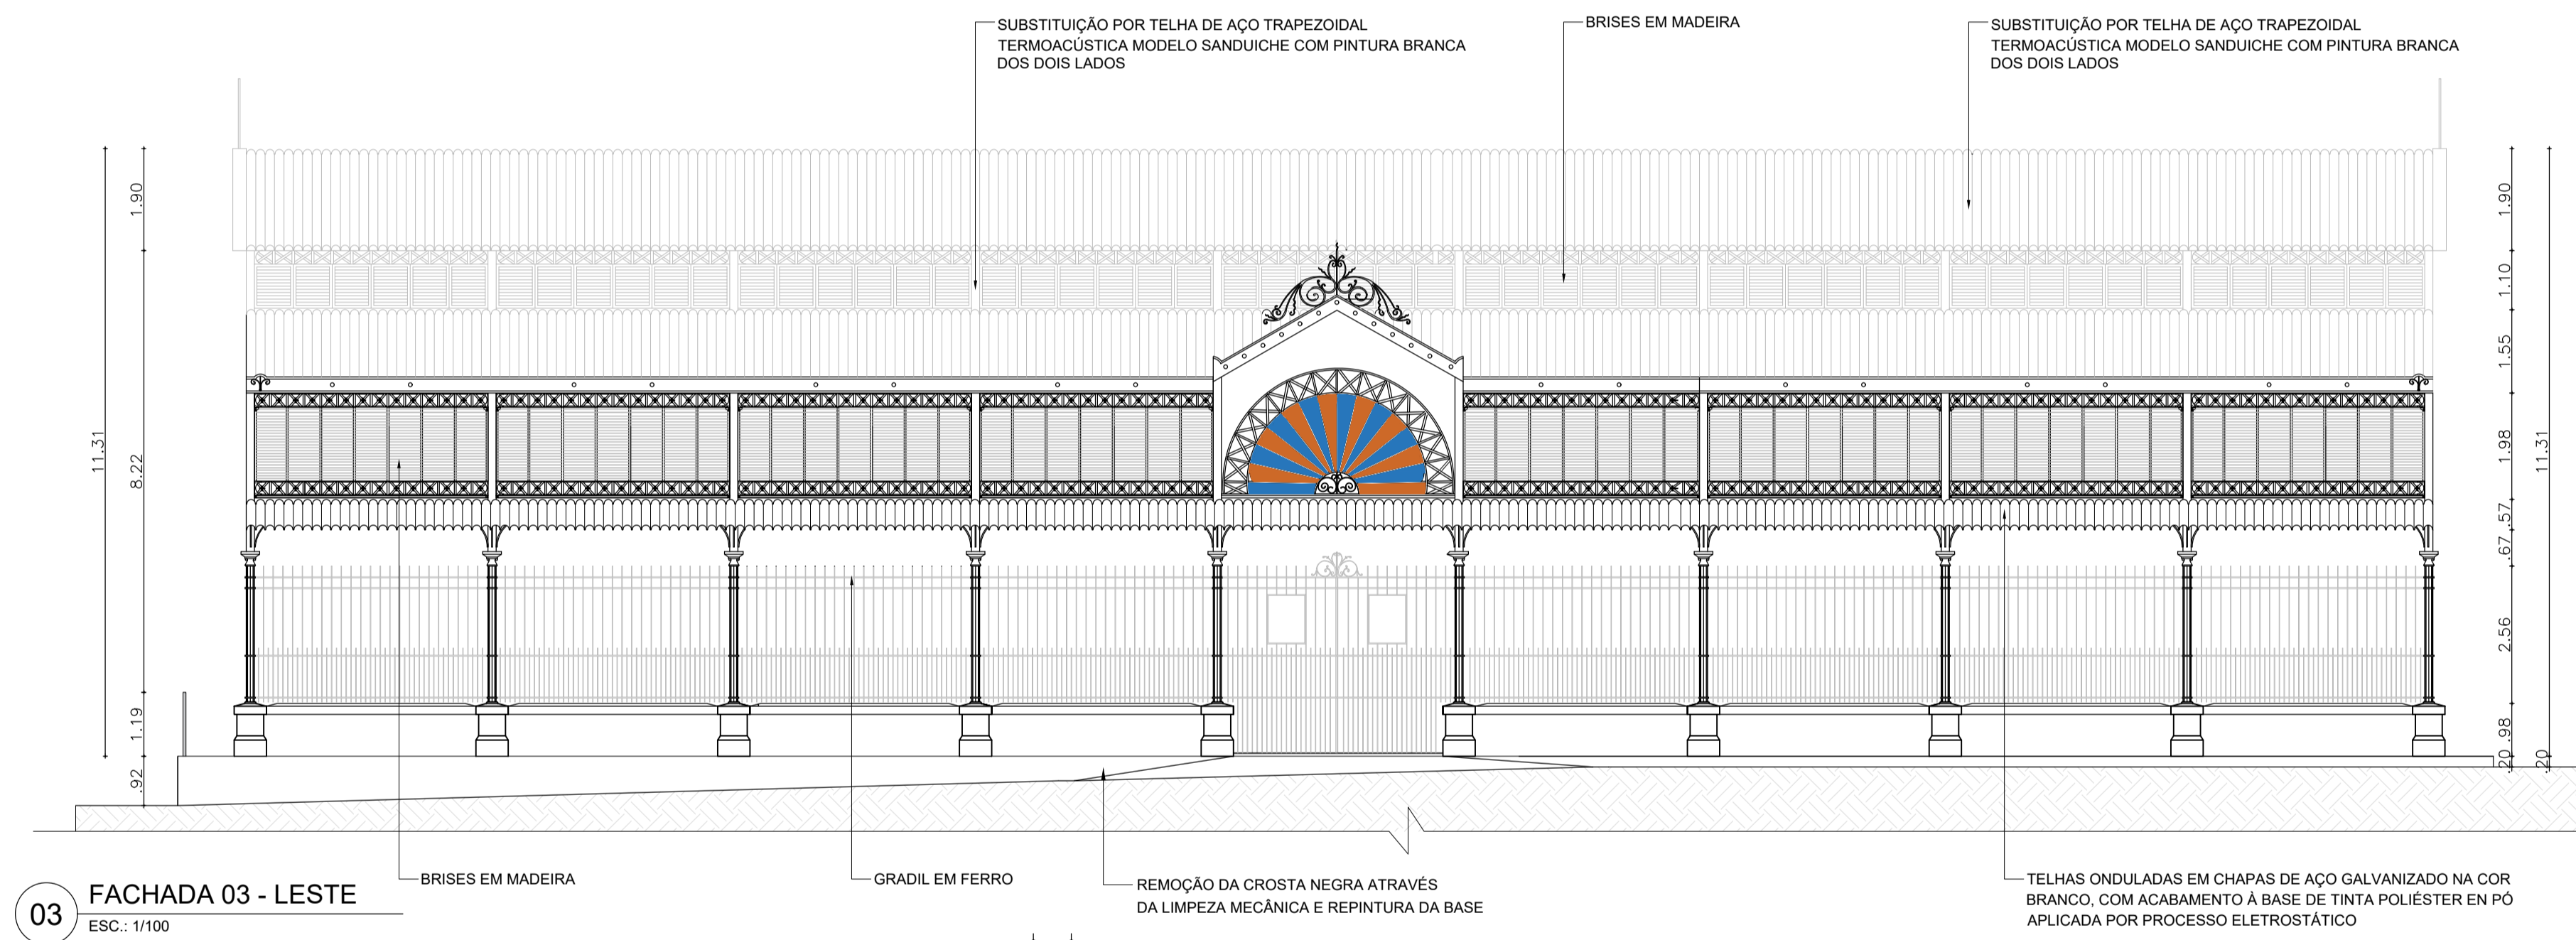 SUBSTITUIÇÃO POR TELHA DE AÇO TRAPEZOIDAL
TERMOACÚSTICA MODELO SANDUICHE COM PINTURA BRANCA
DOS DOIS LADOS
BRISES EM MADEIRA
SUBSTITUIÇÃO POR TELHA DE AÇO TRAPEZOIDAL
TERMOACÚSTICA MODELO SANDUICHE COM PINTURA BRANCA
DOS DOIS LADOS
11.31
1.90
8.22
1.19
.92
1.90
1.10
1.55
1.98
.57
.67
2.56
.98
.20
11.31
.20
BRISES EM MADEIRA
GRADIL EM FERRO
REMOÇÃO DA CROSTA NEGRA ATRAVÉS
DA LIMPEZA MECÂNICA E REPINTURA DA BASE
TELHAS ONDULADAS EM CHAPAS DE AÇO GALVANIZADO NA COR
BRANCO, COM ACABAMENTO À BASE DE TINTA POLIÉSTER EN PÓ
APLICADA POR PROCESSO ELETROSTÁTICO
03
FACHADA 03 - LESTE
ESC.: 1/100